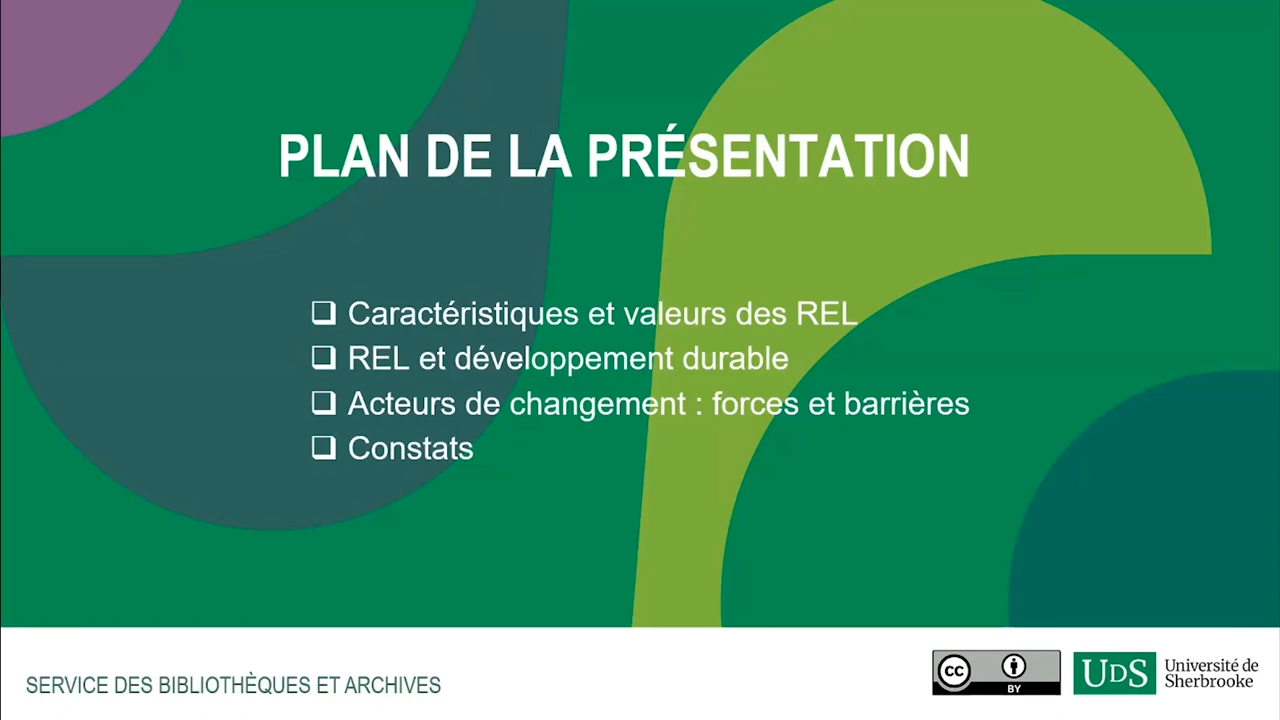 PLAN DE LA PRÉSENTATION
❑ Caractéristiques et valeurs des REL
❑ REL et développement durable
❑ Acteurs de changement : forces et barrières
❑ Constats
SERVICE DES BIBLIOTHÈQUES ET ARCHIVES
cc
BY
UDS
Université de
Sherbrooke